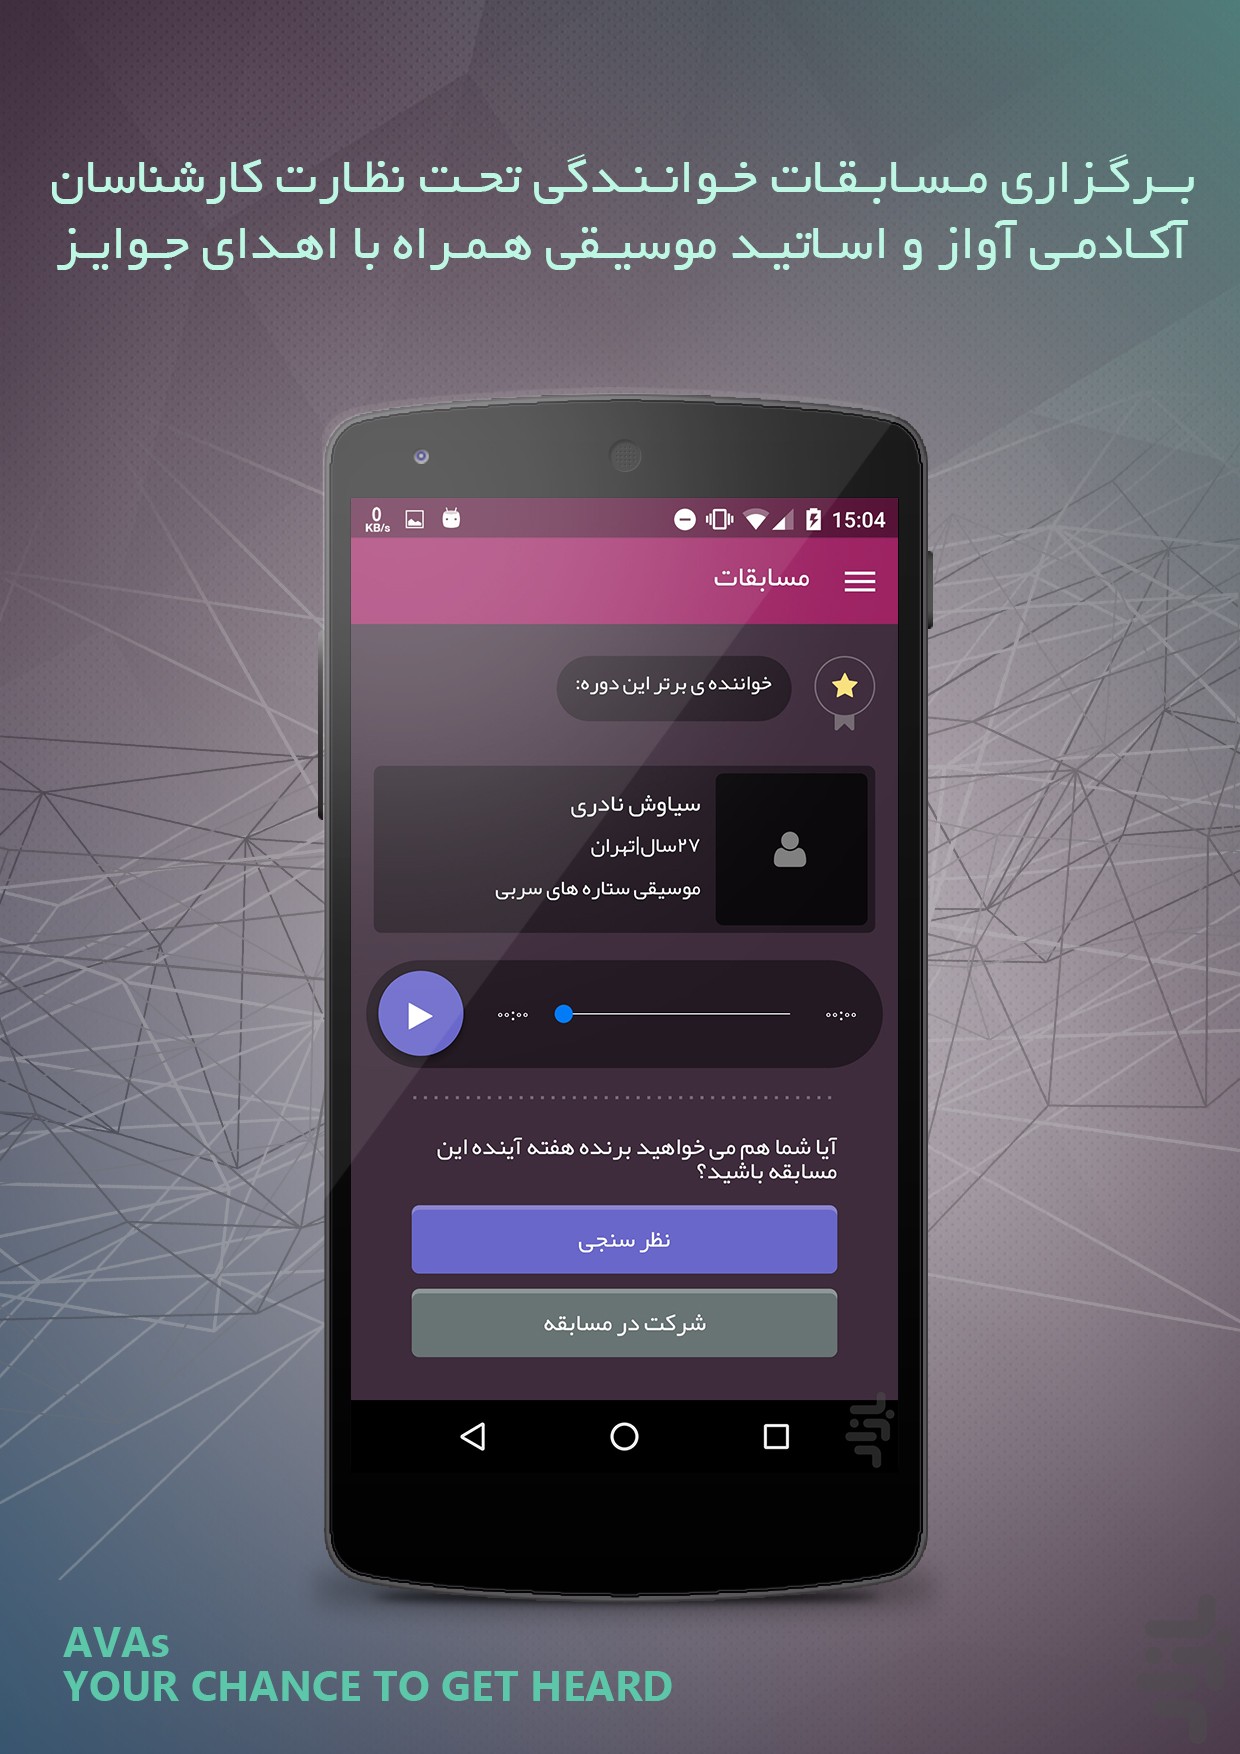 برگزاری مسابقات خوانندگی تحت نظارت کارشناسان
آکادمی آواز و اساتید موسیقی همراه با اهدای جوایز
0
KB/s
15:04
مسابقات
خواننده ی برتر این دوره:
سیاوش نادری
۲۷سال|تهران
موسیقی ستاره های سربی
۰۰:۰۰ ۰۰:۰۰
آیا شما هم می خواهید برنده هفته آینده این
مسابقه باشید؟
نظر سنجی
شرکت در مسابقه
بازار
AVAs
YOUR CHANCE TO GET HEARD
بازار